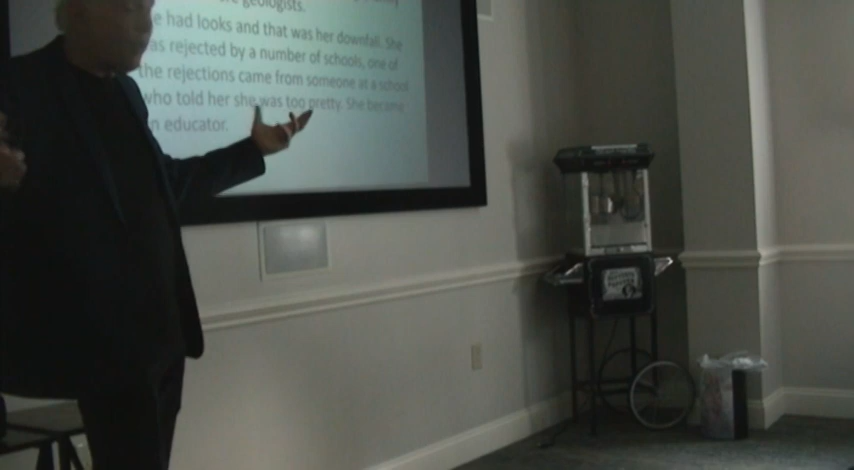 geologists.
e had looks and that was her downfall. She
as rejected by a number of schools, one of
the rejections came from someone at a school
who told her she was too pretty. She became
n educator.